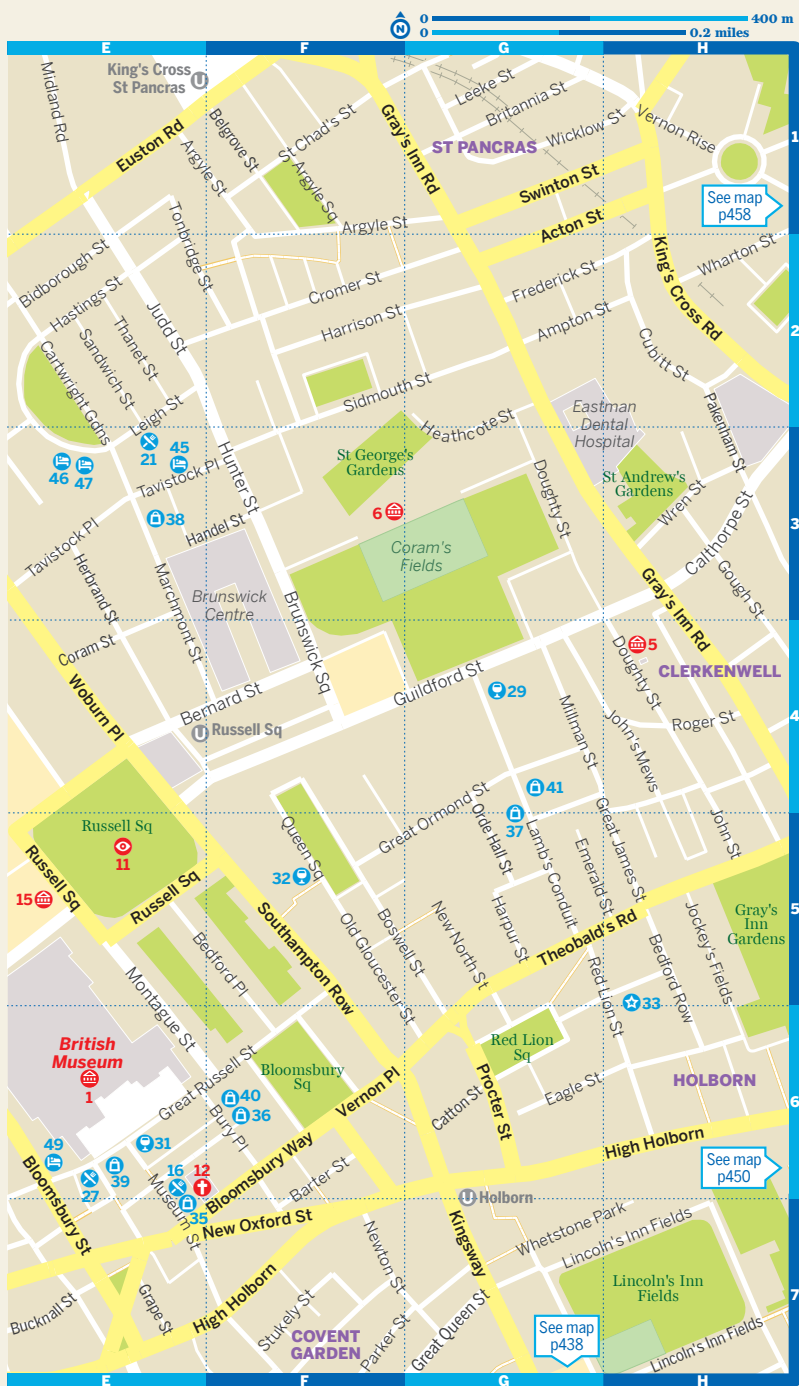 N
0
400 m
0
0.2 miles
E
F
G
H
King's Cross
St Pancras
U
Midland Rd
Euston Rd
Belgrove St
Argyle St
St Chad's St
Argyle Sq
St
Gray's Inn Rd
Leeke St
Britannia St
Wicklow St
Vernon Rise
ST PANCRAS
Swinton St
Acton St
Argyle St
1
See map
p458
Tonbridge St
Bidborough St
Hastings St
Judd St
Thanet St
Sandwich St
Cartwright Gdns
Leigh St
Cromer St
Harrison St
Sidmouth St
Frederick St
Ampton St
King's Cross Rd
Wharton St
Cubitt St
2
Heathcote St
Eastman
Dental
Hospital
Pakenham St
46
47
21
45
Tavistock Pl
Hunter St
St George's
Gardens
St Andrew's
Gardens
Doughty St
Wren St
Calthorpe St
Gough St
3
38
6
Handel St
Coram's
Fields
Tavistock Pl
Herbrand St
Marchmont St
Brunswick
Centre
Brunswick Sq
Gray's Inn Rd
Coram St
Woburn Pl
Bernard St
U
Russell Sq
Guildford St
29
5
Doughty St
CLERKENWELL
Millman St
John's Mews
Roger St
4
41
37
Great Ormond St
Orde Hall St
Lamb's Conduit
Great James St
Emerald St
John St
Russell Sq
11
15
Russell Sq
Russell Sq
Queen Sq
32
Old Gloucester St
Boswell St
New North St
Harpur St
Theobald's Rd
Red Lion St
Bedford Row
Jockey's Fields
Gray's
Inn
Gardens
33
5
Southampton Row
Bedford Pl
Montague St
British
Museum
1
Great Russell St
Bloomsbury
Sq
Vernon Pl
Red Lion
Sq
Procter St
Catton St
Eagle St
HOLBORN
6
40
36
Bury Pl
49
31
39
27
16
12
35
Bloomsbury St
Museum St
Bloomsbury Way
Barter St
New Oxford St
High Holborn
See map
p450
U
Holborn
Kingsway
Newton St
Whetstone Park
Lincoln's Inn Fields
Lincoln's Inn
Fields
7
Bucknall St
Grape St
High Holborn
Stukely St
COVENT
GARDEN
Parker St
Great Queen St
See map
p438
Lincoln's Inn Fields
E
F
G
H